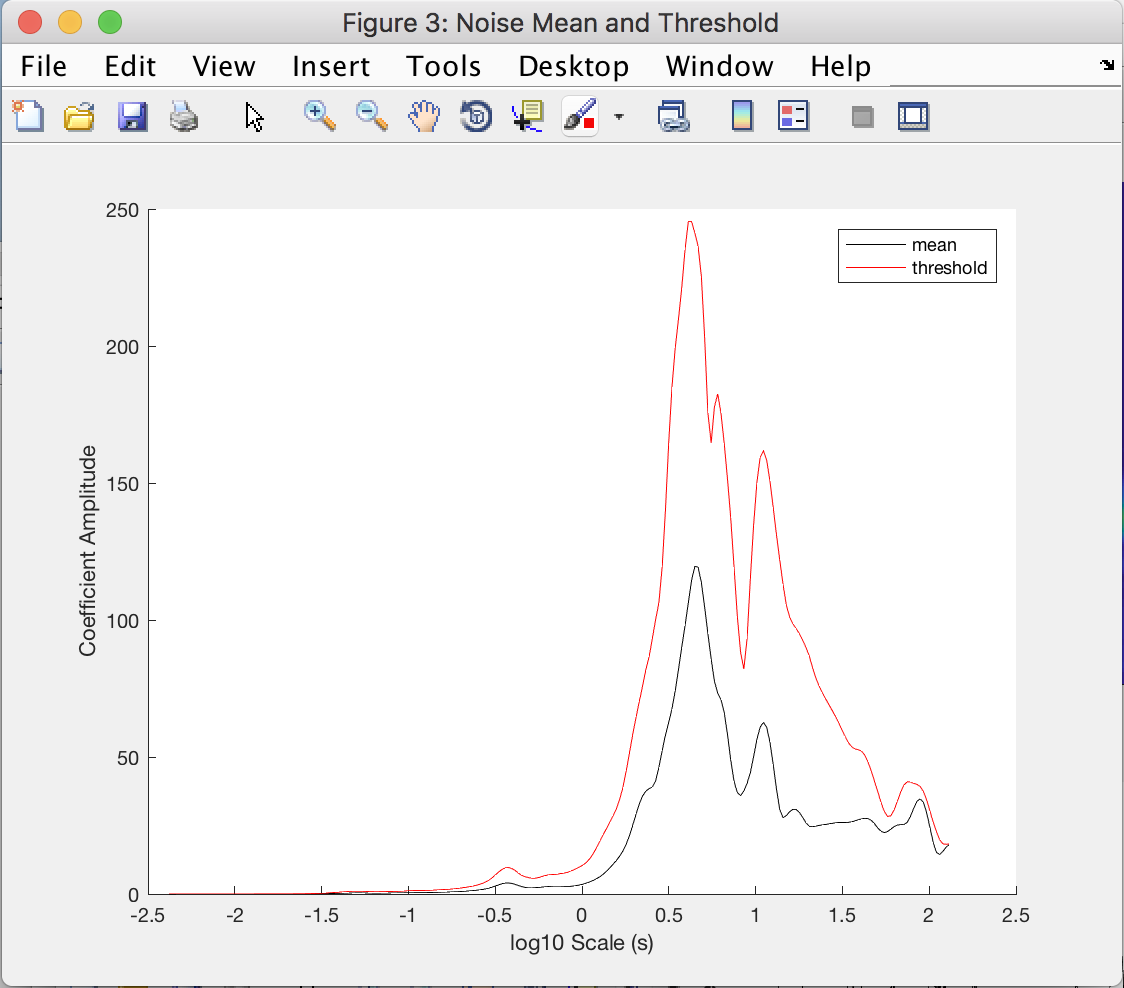 Figure 3: Noise Mean and Threshold
File Edit View Insert Tools Desktop Window Help
250
200
150
100
50
0
Coefficient Amplitude
mean
threshold
-2.5 -2 -1.5 -1 -0.5 0 0.5 1 1.5 2 2.5
log10 Scale (s)